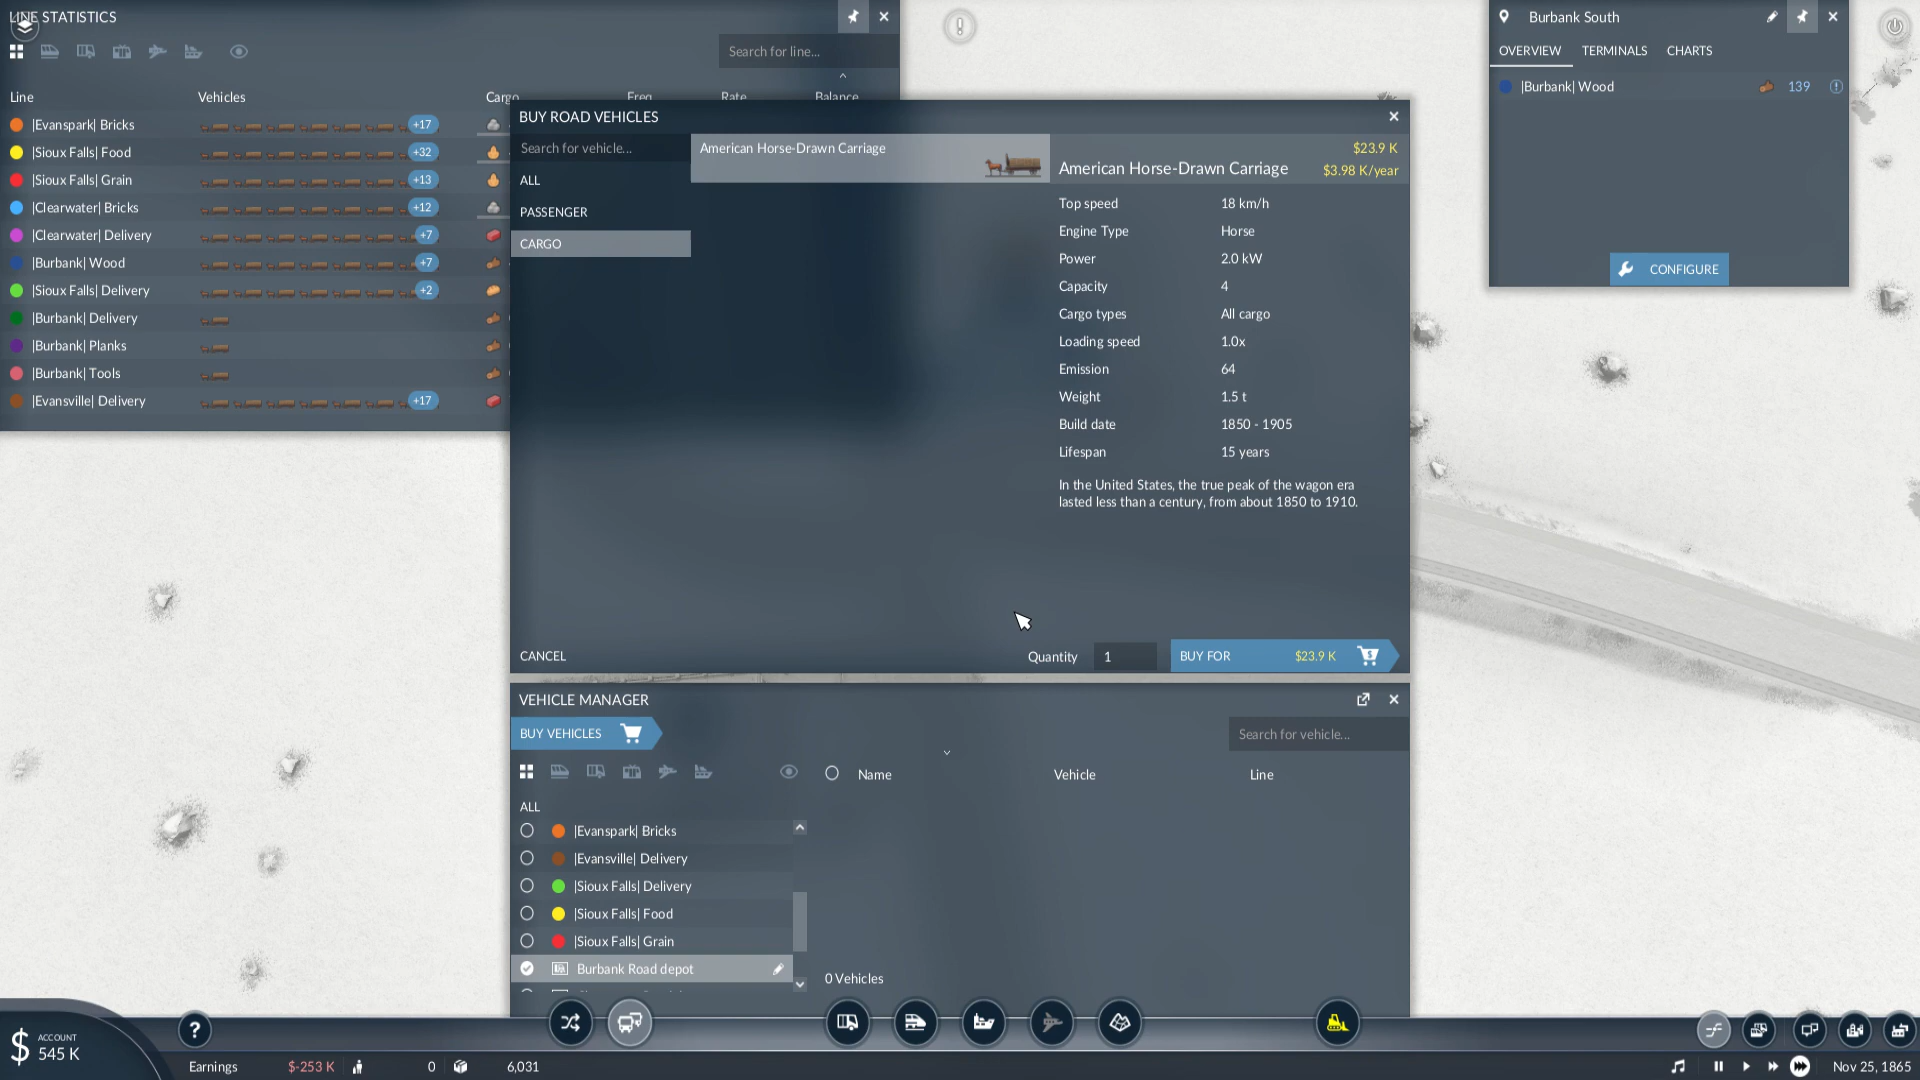 LINE STATISTICS
Search for line...
Line Vehicles Cargo Freq Rate Balance
|Evanspark| Bricks +17
|Sioux Falls| Food +32
|Sioux Falls| Grain +13
|Clearwater| Bricks +12
|Clearwater| Delivery +7
|Burbank| Wood +7
|Sioux Falls| Delivery +2
|Burbank| Delivery
|Burbank| Planks
|Burbank| Tools
|Evansville| Delivery +17
BUY ROAD VEHICLES
Search for vehicle...
ALL
PASSENGER
CARGO
American Horse-Drawn Carriage
American Horse-Drawn Carriage
$23.9 K
$3.98 K/year
Top speed 18 km/h
Engine Type Horse
Power 2.0 kW
Capacity 4
Cargo types All cargo
Loading speed 1.0x
Emission 64
Weight 1.5 t
Build date 1850 - 1905
Lifespan 15 years
In the United States, the true peak of the wagon era
lasted less than a century, from about 1850 to 1910.
CANCEL
Quantity 1
BUY FOR $23.9 K
Burbank South
OVERVIEW TERMINALS CHARTS
|Burbank| Wood 139
CONFIGURE
VEHICLE MANAGER
BUY VEHICLES
Search for vehicle...
Name Vehicle Line
ALL
|Evanspark| Bricks
|Evansville| Delivery
|Sioux Falls| Delivery
|Sioux Falls| Food
|Sioux Falls| Grain
Burbank Road depot
0 Vehicles
$ ACCOUNT
545 K
?
Earnings $-253 K 0 6,031
Nov 25, 1865